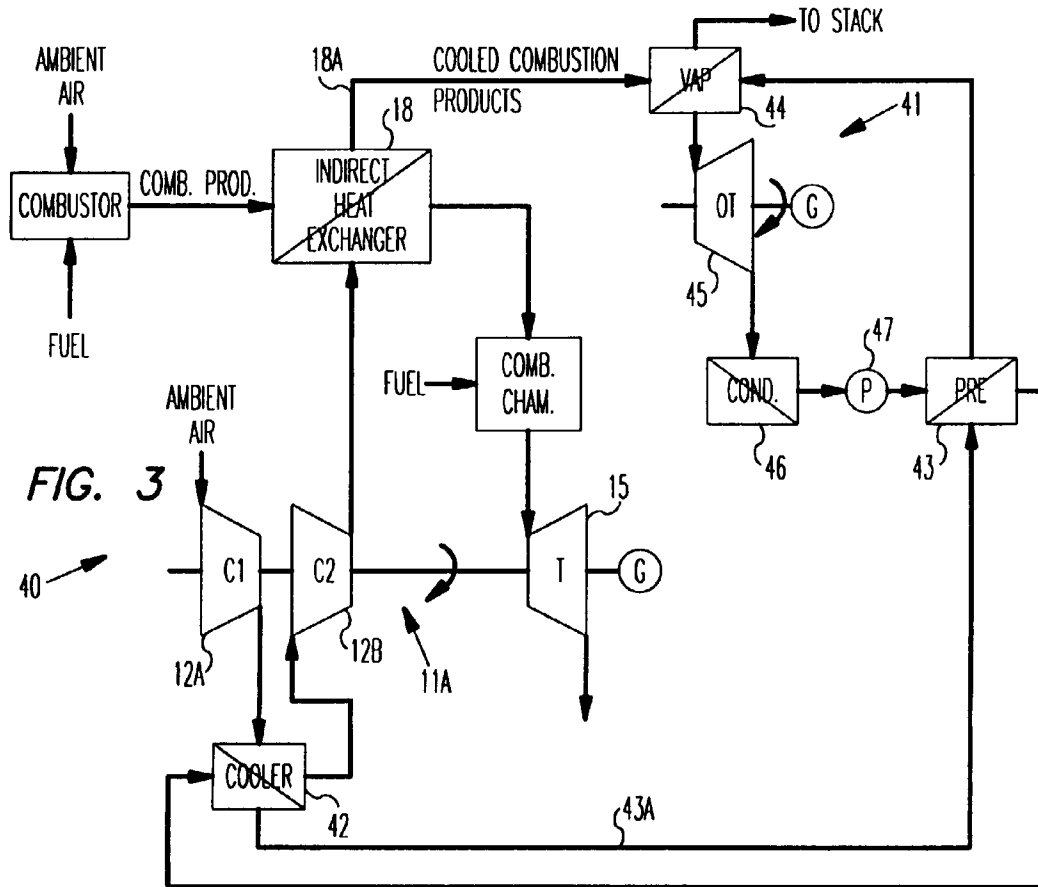 TO STACK
AMBIENT
AIR
18A
COOLED COMBUSTION
PRODUCTS
VAP
44
41
18
COMBUSTOR
COMB. PROD.
INDIRECT
HEAT
EXCHANGER
OT
G
45
FUEL
47
FUEL
COMB.
CHAM.
COND.
P
PRE
46
43
AMBIENT
AIR
FIG. 3
15
40
C1
C2
T
G
12A
12B
11A
COOLER
42
43A